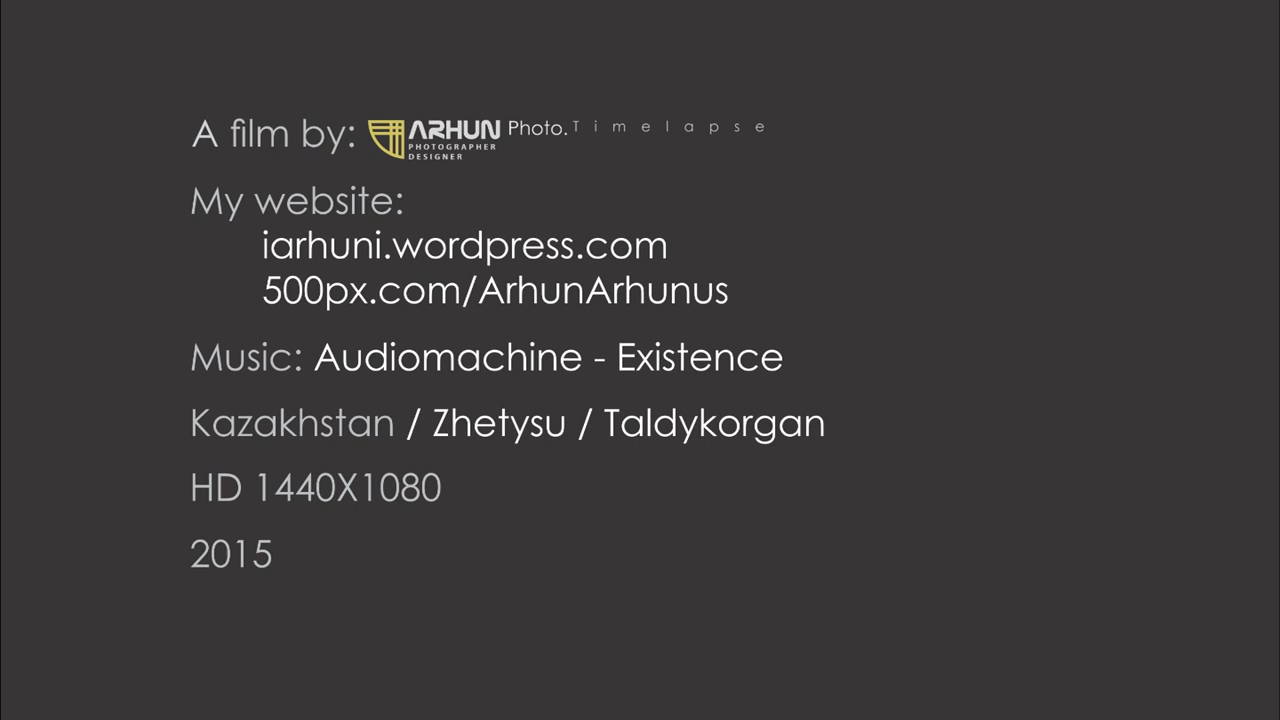 A film by: ARHUN Photo. Timelapse
PHOTOGRAPHER
DESIGNER
My website:
iarhuni.wordpress.com
500px.com/ArhunArhunus
Music: Audiomachine - Existence
Kazakhstan / Zhetysu / Taldykorgan
HD 1440X1080
2015